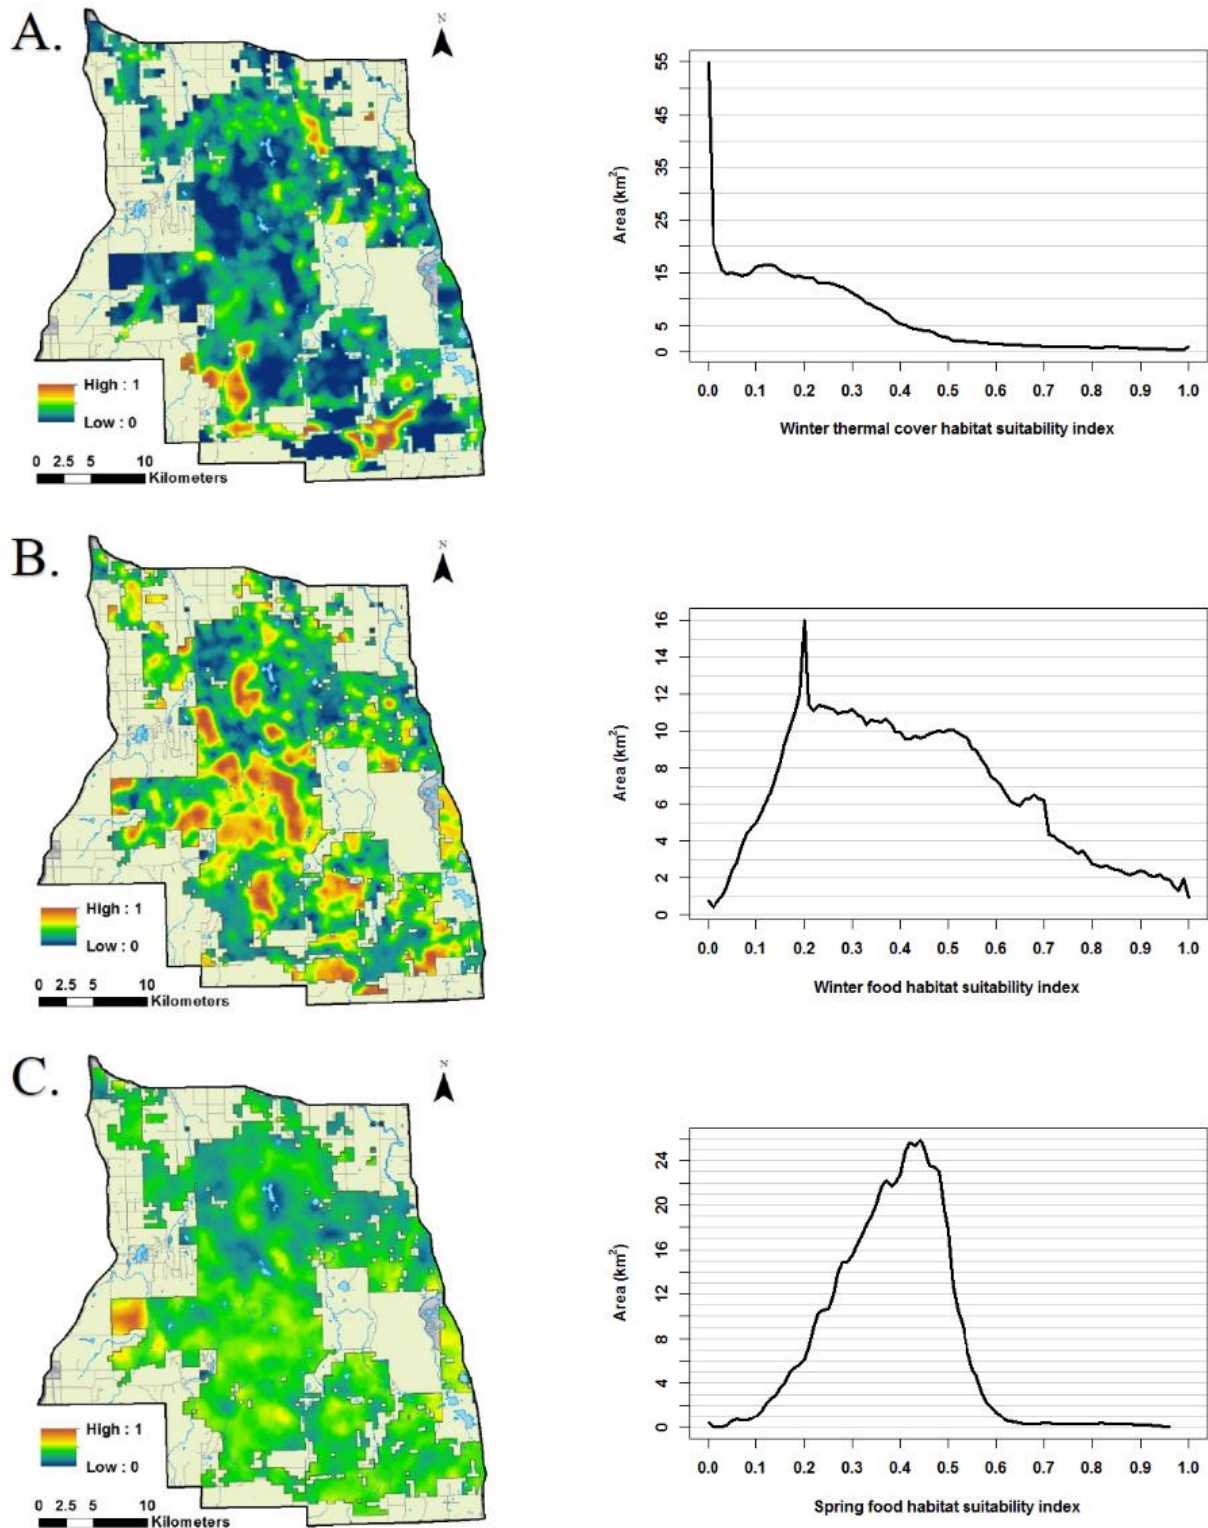 A.
N
High : 1
Low : 0
0 2.5 5 10
Kilometers
Area (km²)
55
45
35
25
15
5
0
0.0 0.1 0.2 0.3 0.4 0.5 0.6 0.7 0.8 0.9 1.0
Winter thermal cover habitat suitability index
B.
N
High : 1
Low : 0
0 2.5 5 10
Kilometers
Area (km²)
16
14
12
10
8
6
4
2
0
0.0 0.1 0.2 0.3 0.4 0.5 0.6 0.7 0.8 0.9 1.0
Winter food habitat suitability index
C.
N
High : 1
Low : 0
0 2.5 5 10
Kilometers
Area (km²)
24
20
16
12
8
4
0
0.0 0.1 0.2 0.3 0.4 0.5 0.6 0.7 0.8 0.9 1.0
Spring food habitat suitability index